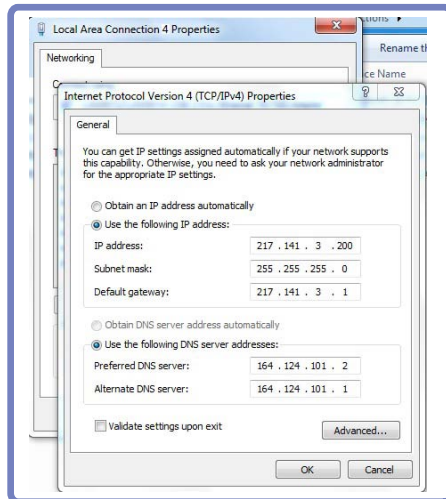 Local Area Connection 4 Properties
Rename th
Networking
ce Name
Internet Protocol Version 4 (TCP/IPv4) Properties
General
You can get IP settings assigned automatically if your network supports
this capability. Otherwise, you need to ask your network administrator
for the appropriate IP settings.
Obtain an IP address automatically
Use the following IP address:
IP address: 217 . 141 . 3 . 200
Subnet mask: 255 . 255 . 255 . 0
Default gateway: 217 . 141 . 3 . 1
Obtain DNS server address automatically
Use the following DNS server addresses:
Preferred DNS server: 164 . 124 . 101 . 2
Alternate DNS server: 164 . 124 . 101 . 1
Validate settings upon exit
Advanced...
OK
Cancel